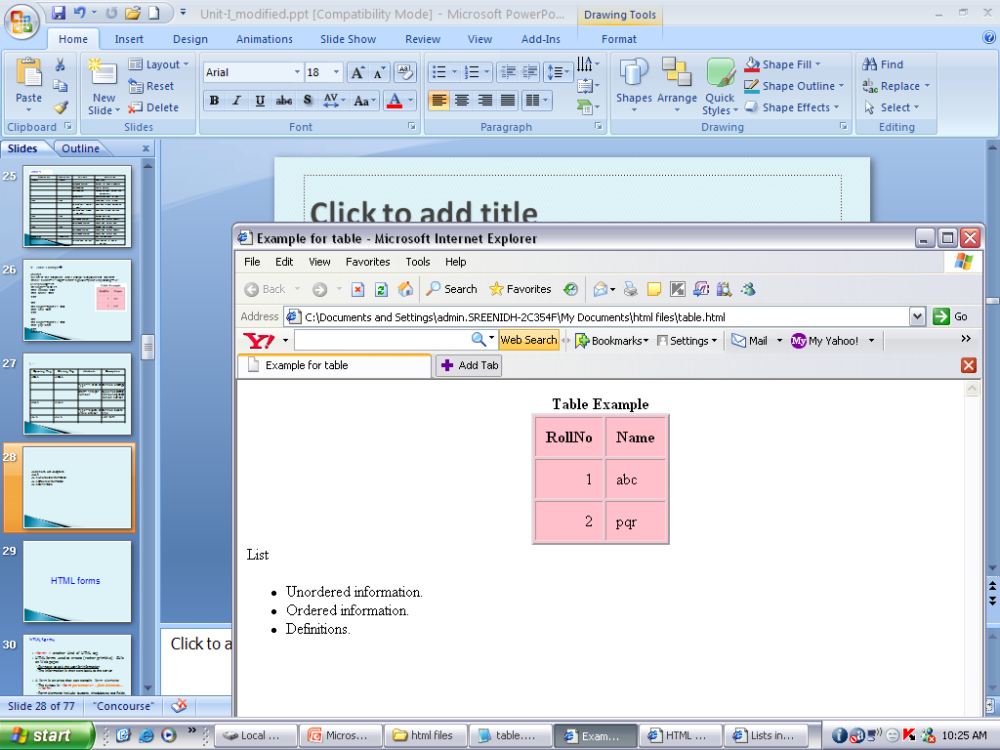 Unit-I_modified.ppt [Compatibility Mode] - Microsoft PowerPo...
Drawing Tools
Home Insert Design Animations Slide Show Review View Add-Ins Format
Paste
Clipboard
New
Slide
Layout
Reset
Delete
Slides
Arial 18
B I U abc S AV Aa A
Font
Paragraph
Shapes Arrange Quick
Styles
Shape Fill
Shape Outline
Shape Effects
Drawing
Find
Replace
Select
Editing
Slides Outline x
25
26
27
28
29
HTML forms
30
Click to add title
Example for table - Microsoft Internet Explorer
File Edit View Favorites Tools Help
Back Search Favorites
Address C:\Documents and Settings\admin.SREENIDH-2C354F\My Documents\html files\table.html Go
Y! Web Search Bookmarks Settings Mail My Yahoo! »
Example for table Add Tab
Table Example
RollNo Name
1 abc
2 pqr
List
Unordered information.
Ordered information.
Definitions.
Click to a
Slide 28 of 77 "Concourse"
start » Local ... Micros... html files table.... Exam... HTML ... Lists in... 10:25 AM